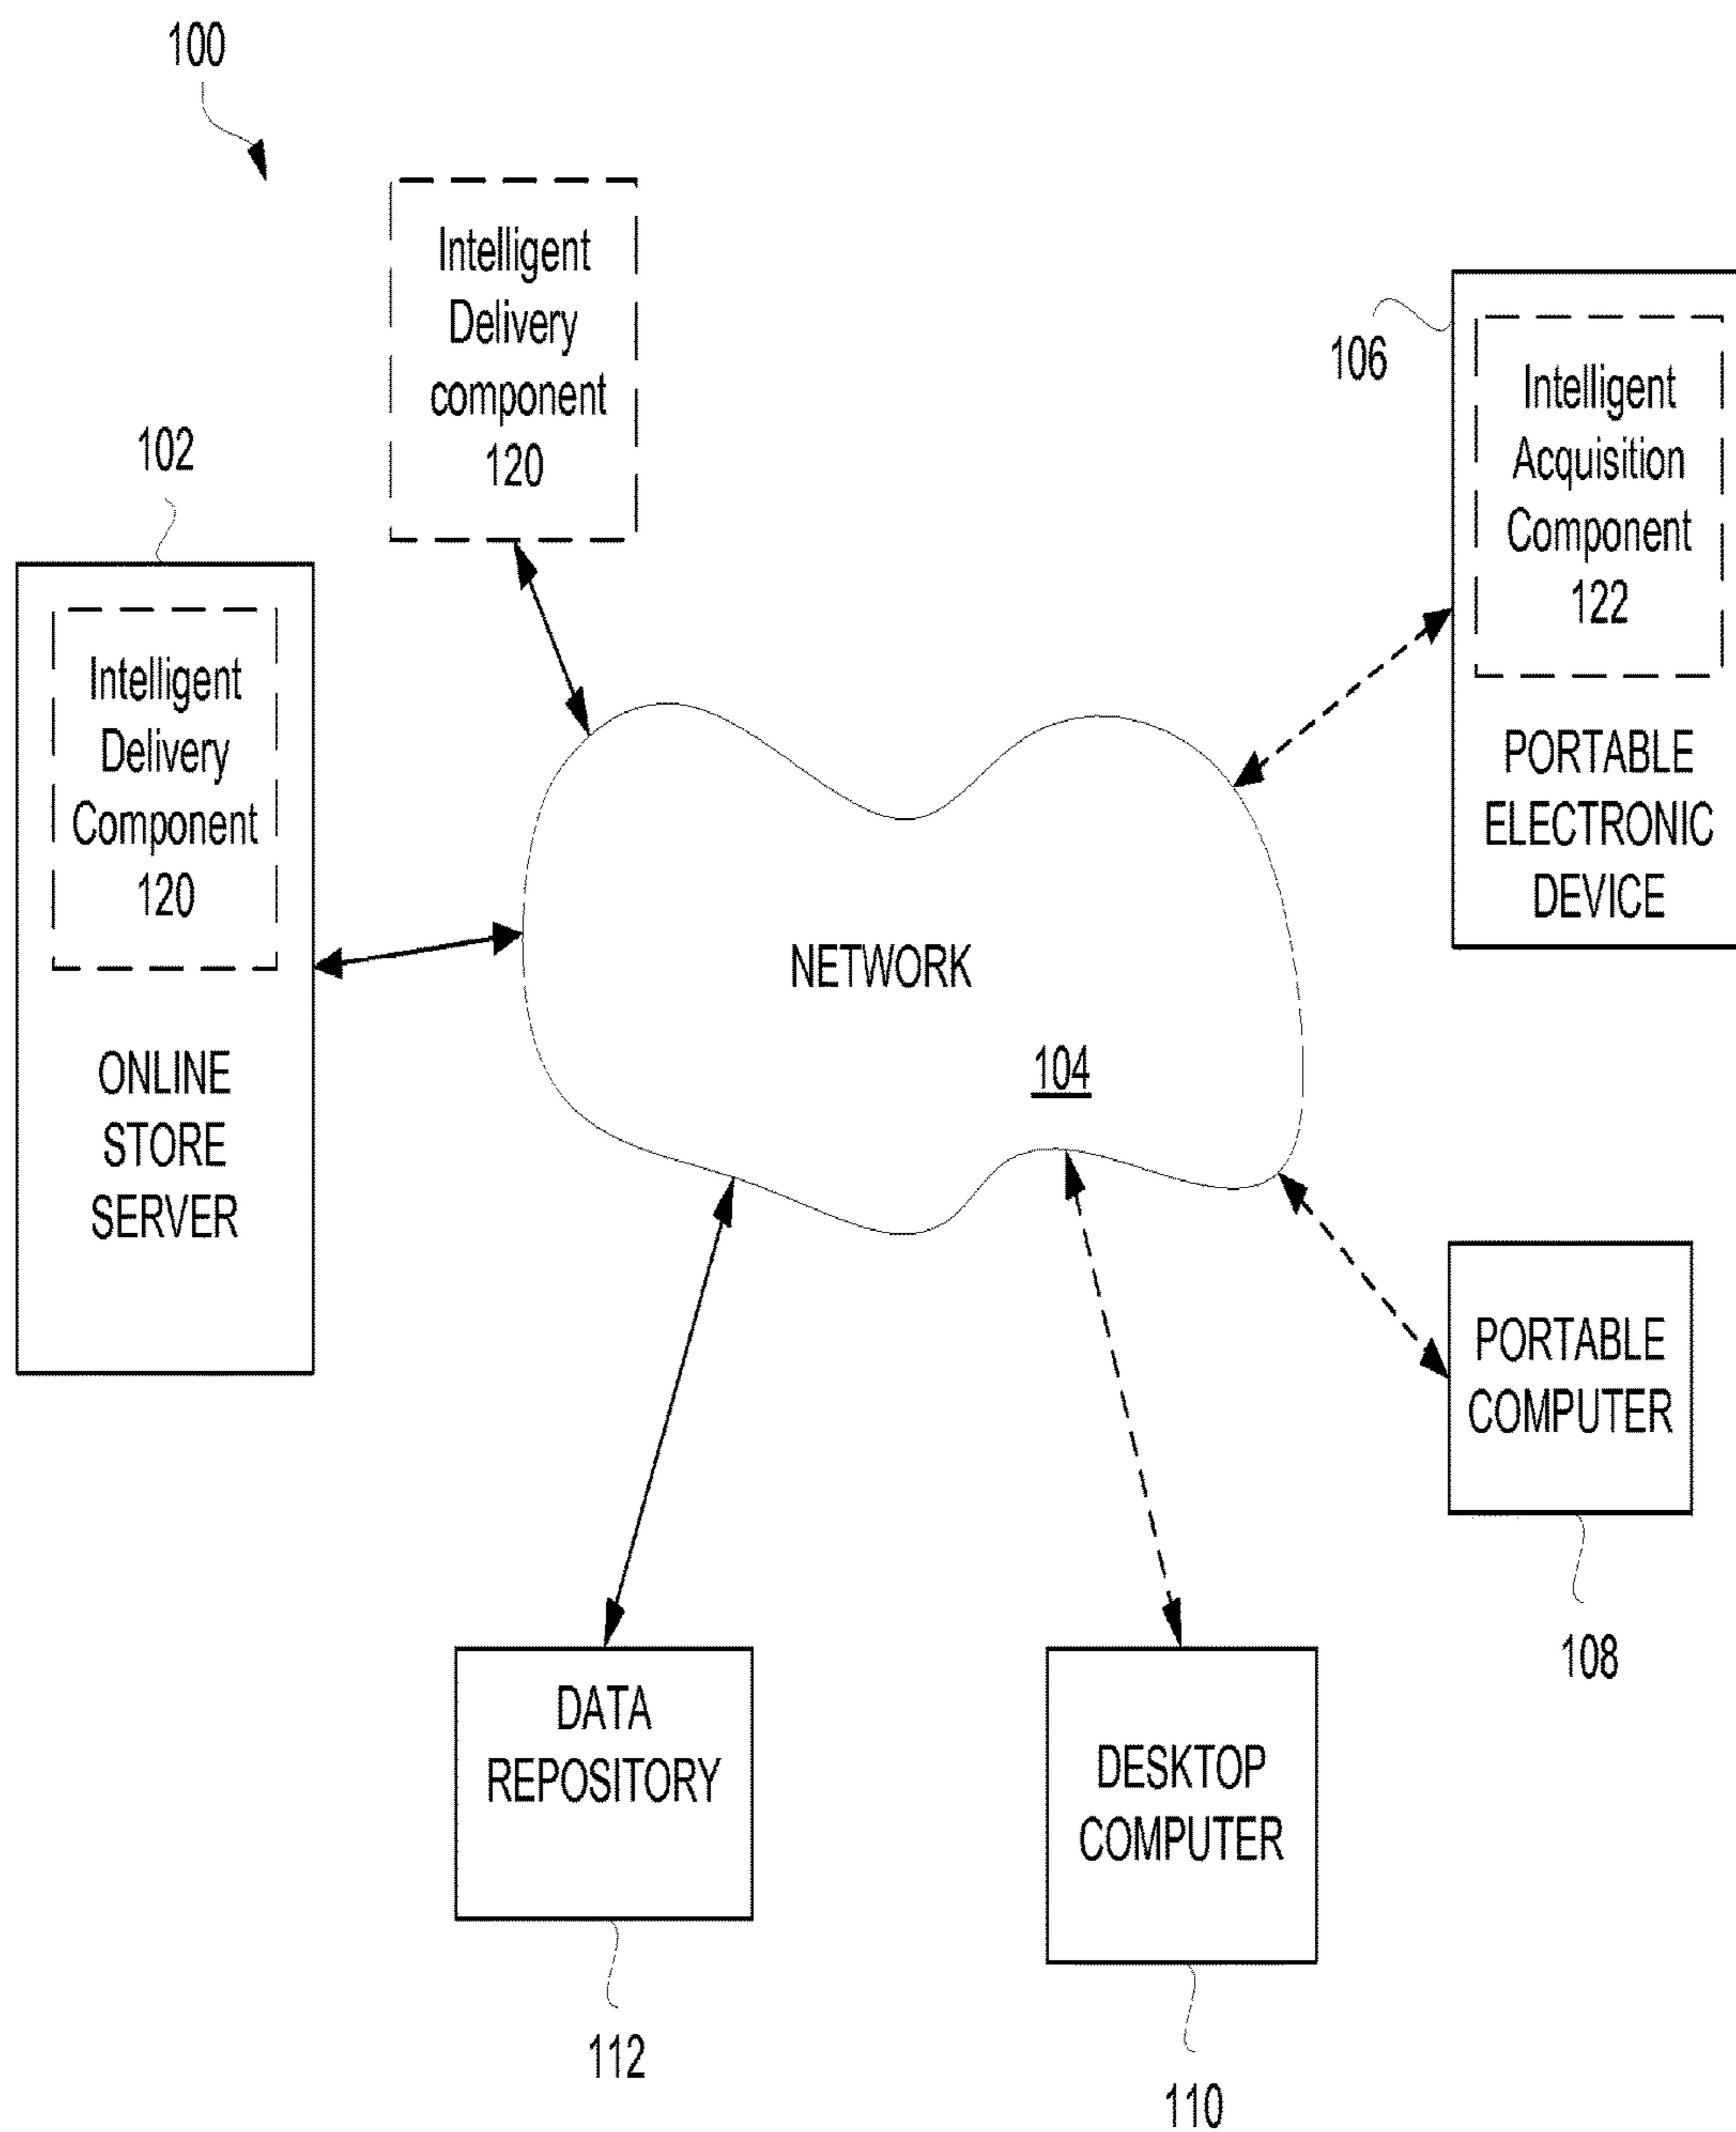 100
Intelligent
Delivery
component
120
106
Intelligent
Acquisition
Component
122
PORTABLE
ELECTRONIC
DEVICE
102
Intelligent
Delivery
Component
120
ONLINE
STORE
SERVER
NETWORK
104
PORTABLE
COMPUTER
108
DATA
REPOSITORY
112
DESKTOP
COMPUTER
110